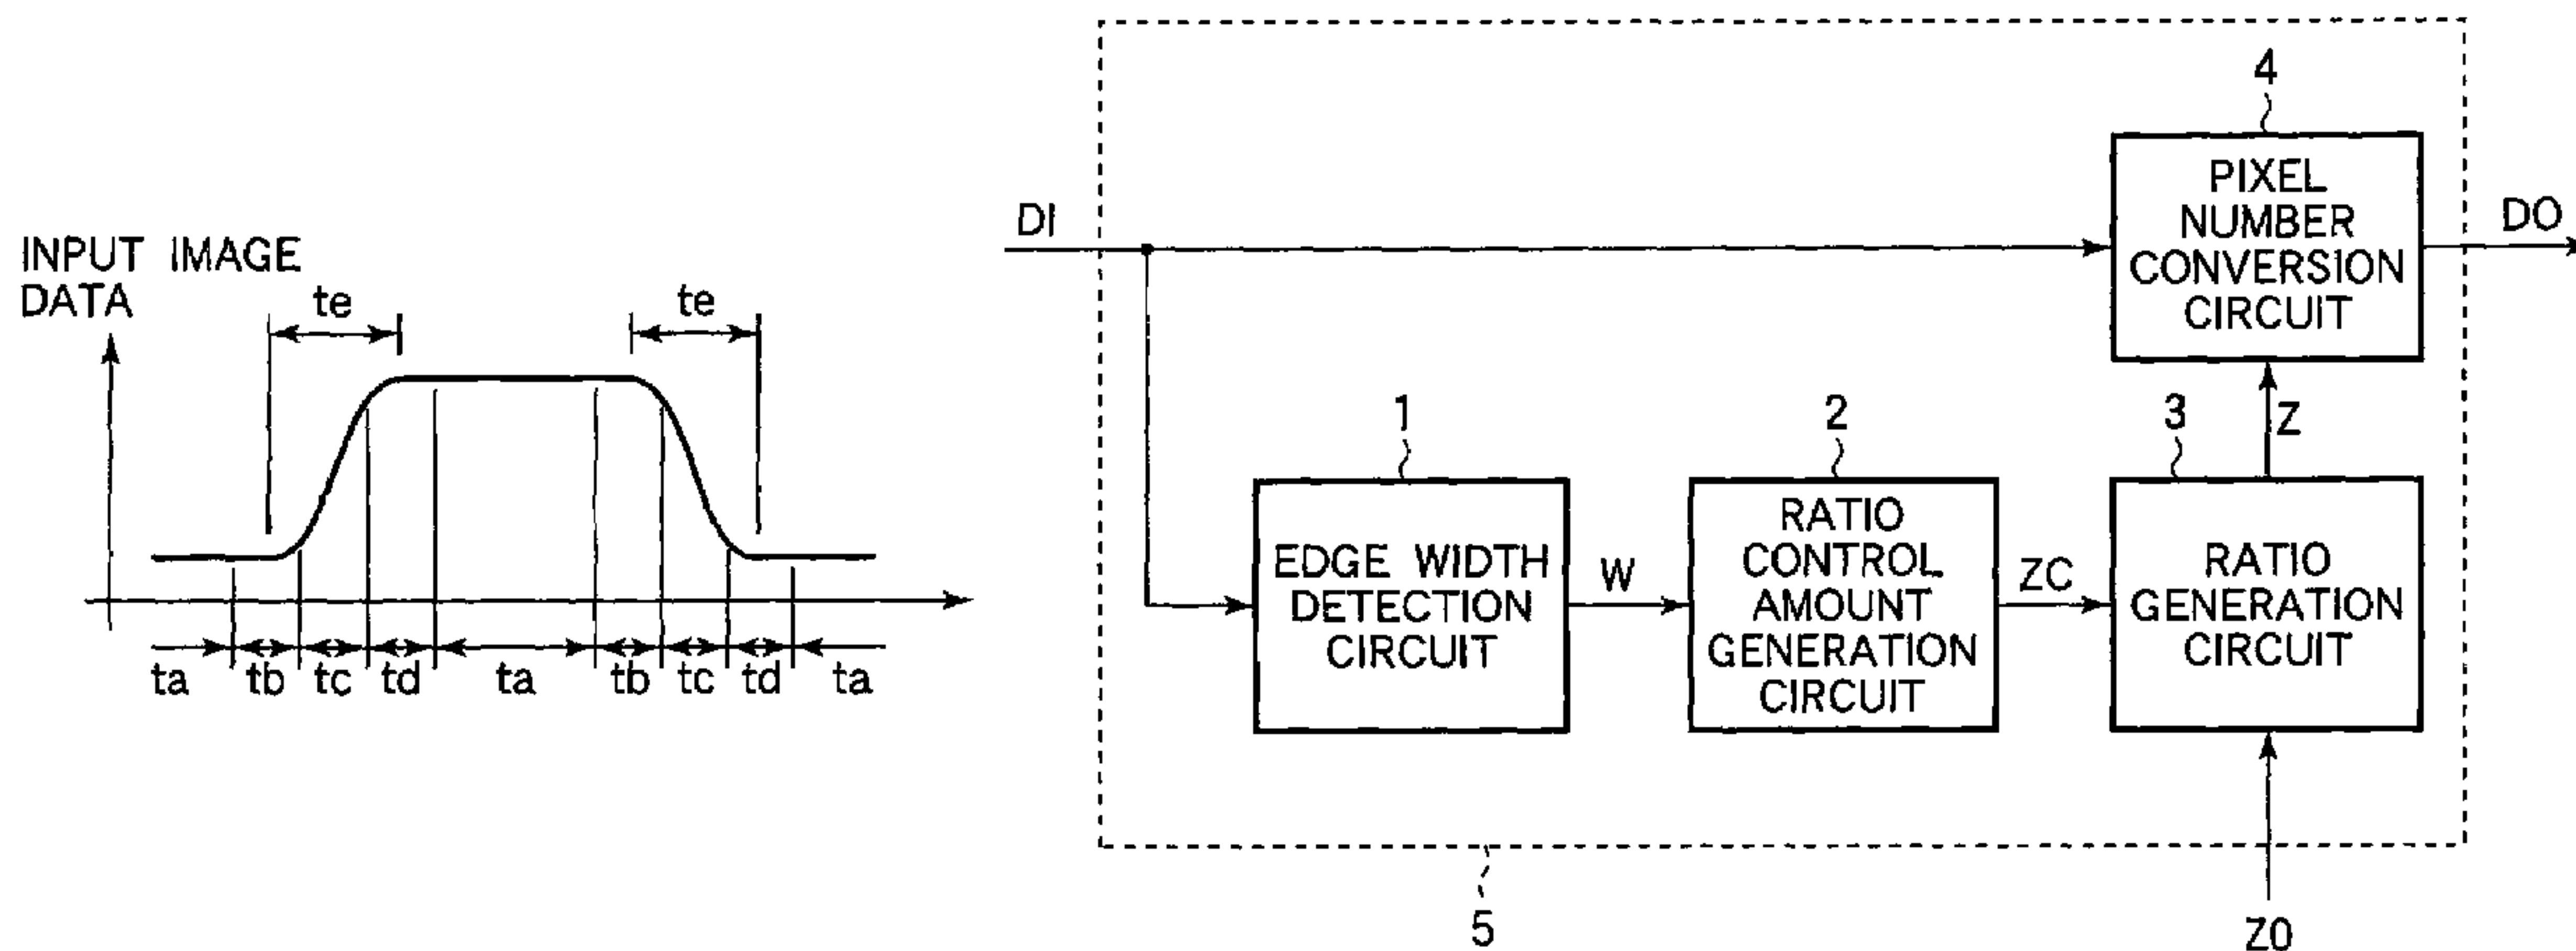 INPUT IMAGE
DATA
te
te
ta
tb
tc
td
ta
tb
tc
td
ta
DI
4
PIXEL
NUMBER
CONVERSION
CIRCUIT
DO
Z
1
EDGE WIDTH
DETECTION
CIRCUIT
W
2
RATIO
CONTROL
AMOUNT
GENERATION
CIRCUIT
ZC
3
RATIO
GENERATION
CIRCUIT
5
Z0